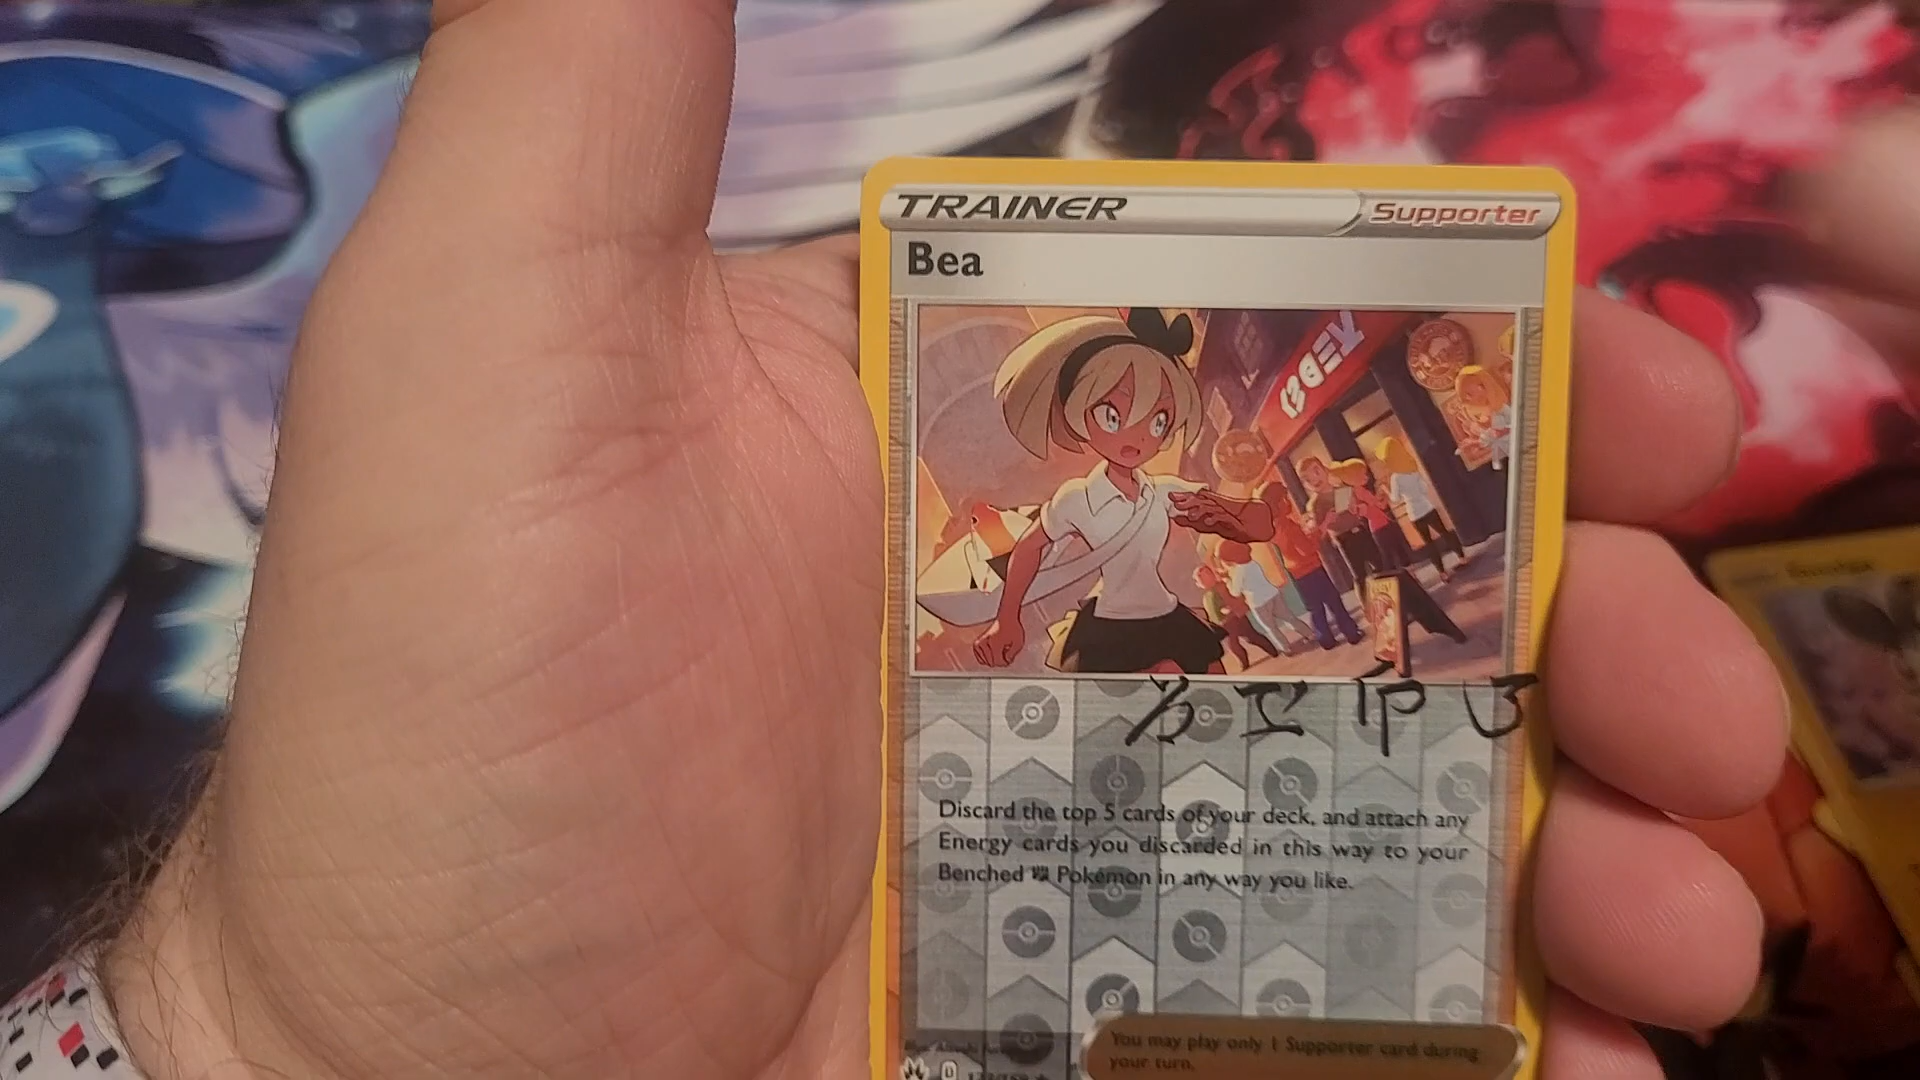 TRAINER
Supporter
Bea
Discard the top 5 cards of your deck, and attach any
Energy cards you discarded in this way to your
Benched Pokémon in any way you like.
You may play only 1 Supporter card during
your turn.